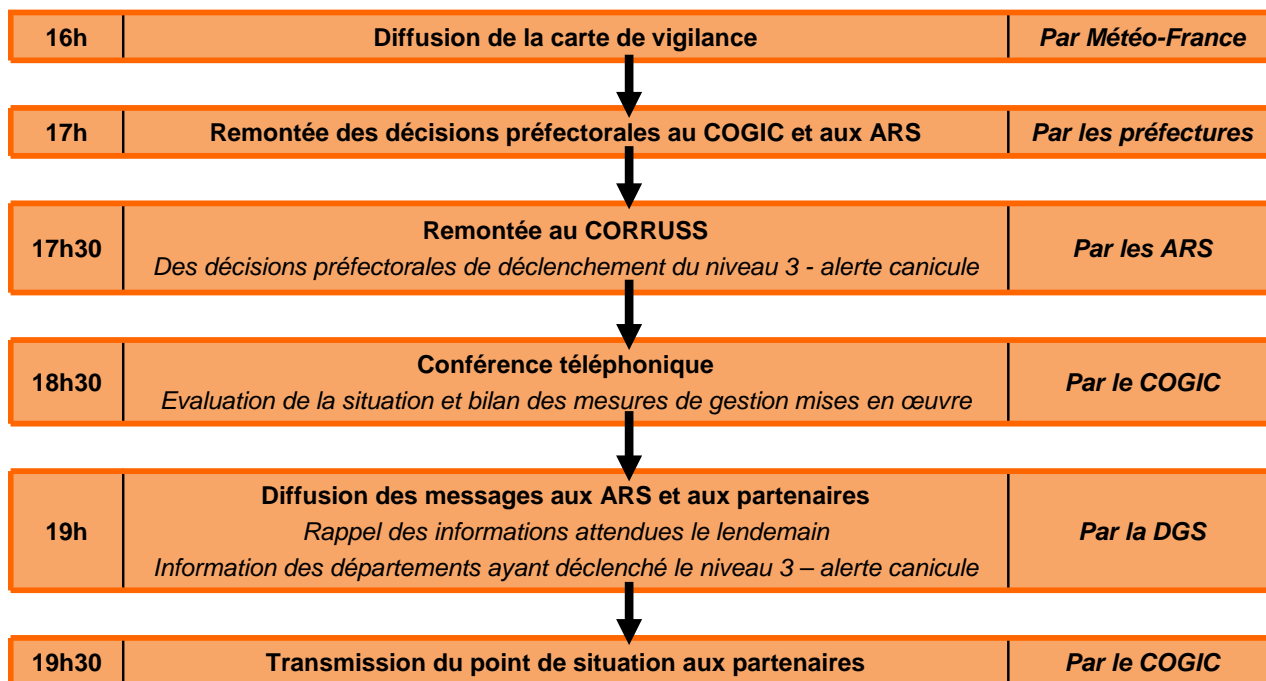 16h
Diffusion de la carte de vigilance
Par Météo-France
17h
Remontée des décisions préfectorales au COGIC et aux ARS
Par les préfectures
17h30
Remontée au CORRUSS
Des décisions préfectorales de déclenchement du niveau 3 - alerte canicule
Par les ARS
18h30
Conférence téléphonique
Evaluation de la situation et bilan des mesures de gestion mises en œuvre
Par le COGIC
19h
Diffusion des messages aux ARS et aux partenaires
Rappel des informations attendues le lendemain
Information des départements ayant déclenché le niveau 3 – alerte canicule
Par la DGS
19h30
Transmission du point de situation aux partenaires
Par le COGIC